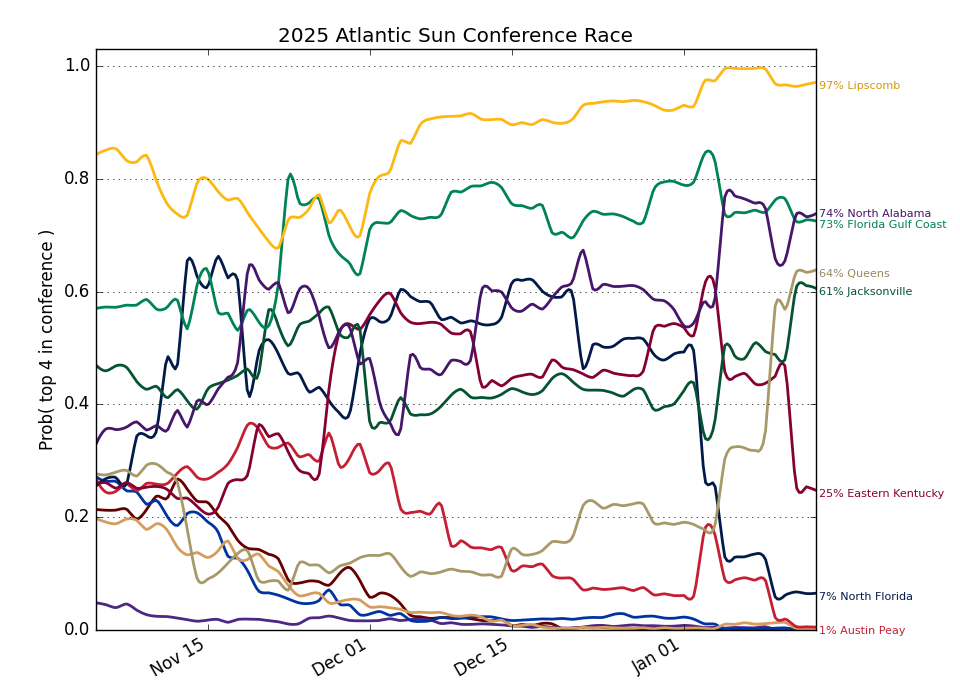 2025 Atlantic Sun Conference Race
Prob( top 4 in conference )
1.0
0.8
0.6
0.4
0.2
0.0
Nov 15
Dec 01
Dec 15
Jan 01
97% Lipscomb
74% North Alabama
73% Florida Gulf Coast
64% Queens
61% Jacksonville
25% Eastern Kentucky
7% North Florida
1% Austin Peay